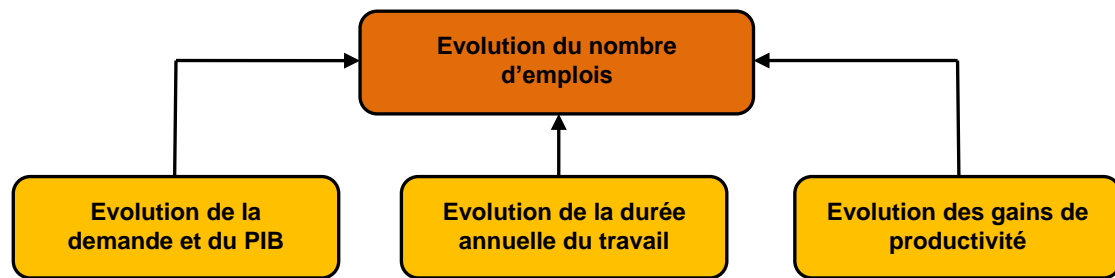 Evolution du nombre
d’emplois
Evolution de la
demande et du PIB
Evolution de la durée
annuelle du travail
Evolution des gains de
productivité